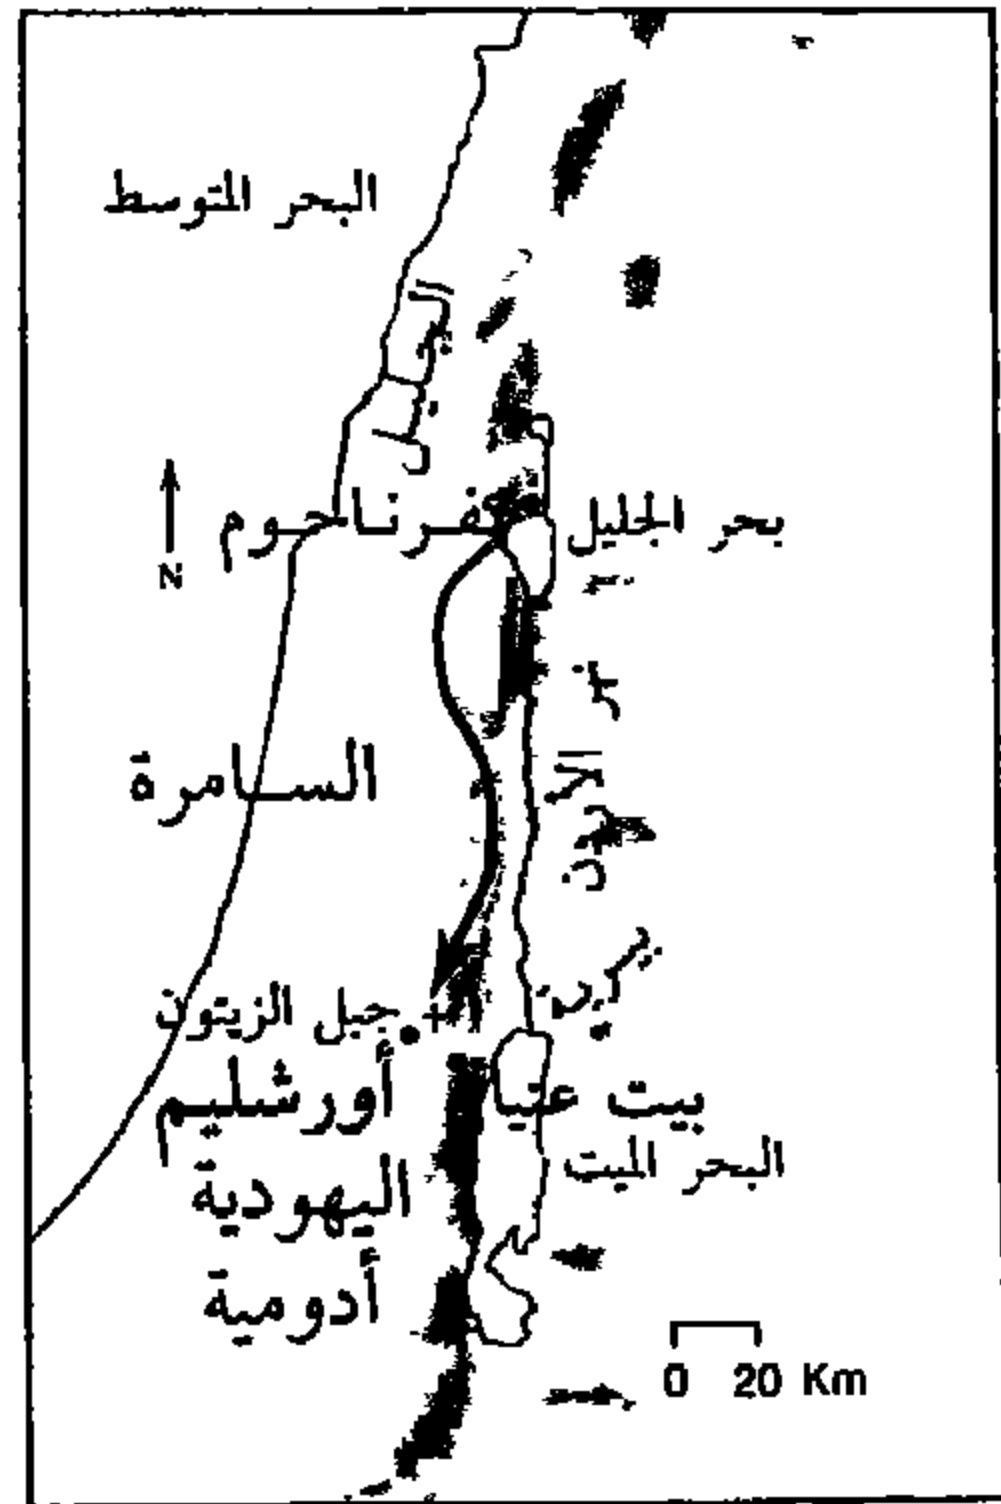 البحر المتوسط
الجليل
كفرناحوم
بحر الجليل
N
نهر الأردن
السامرة
بيرية
جبل الزيتون
أورشليم
بيت عنيا
البحر الميت
اليهودية
أدومية
0 20 Km